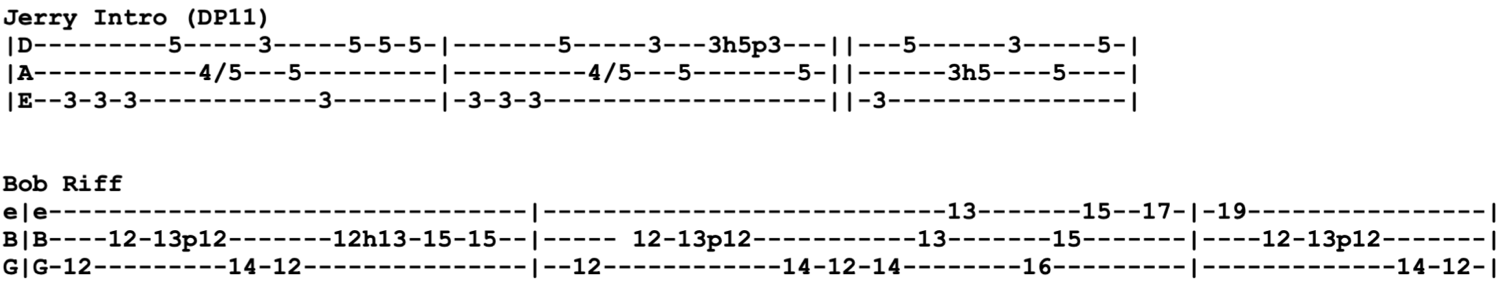 Jerry Intro (DP11)
|D---------5-----3-----5-5-5-|-------5-----3---3h5p3---||---5------3-----5-|
|A-----------4/5---5---------|---------4/5---5-------5-||------3h5----5----|
|E--3-3-3------------3-------|-3-3-3-------------------||-3----------------|
Bob Riff
e|e--------------------------------|---------------------------13-------15--17-|-19----------------|
B|B----12-13p12-------12h13-15-15--|----- 12-13p12-----------13-------15-------|----12-13p12-------|
G|G-12---------14-12---------------|--12------------14-12-14--------16---------|-------------14-12-|